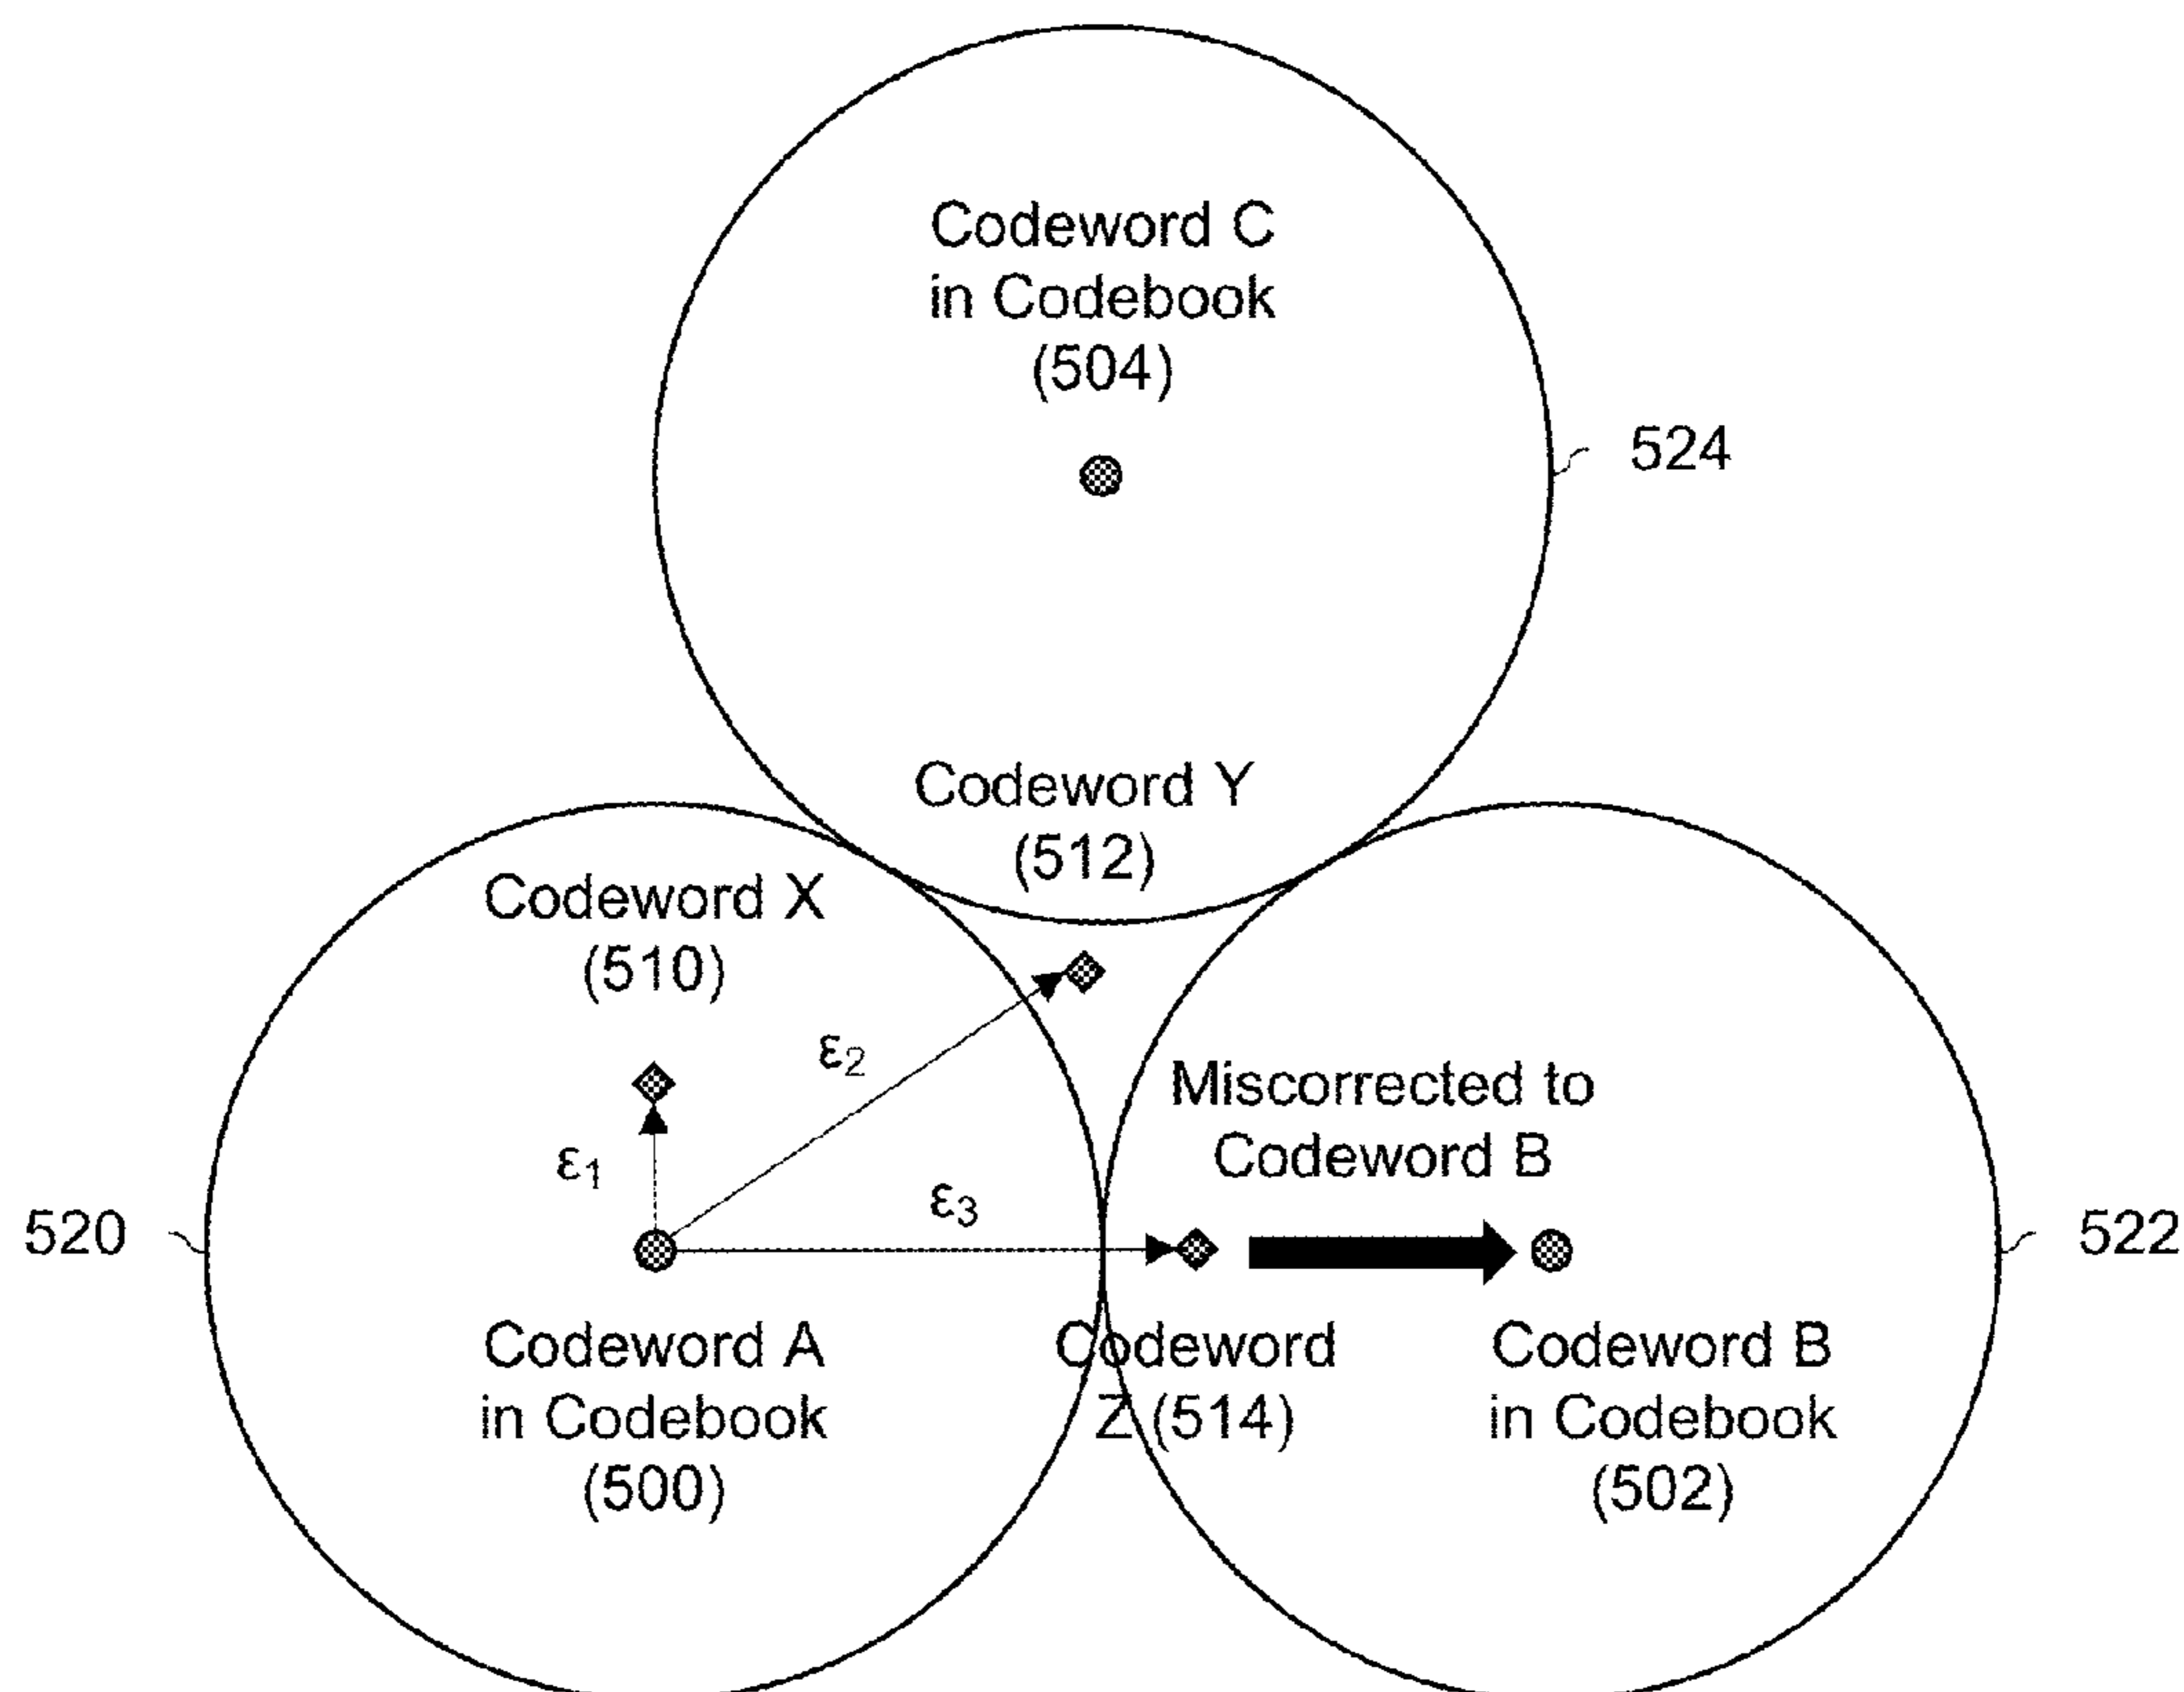 Codeword C
in Codebook
(504)
524
Codeword Y
(512)
Codeword X
(510)
ε2
Miscorrected to
Codeword B
ε1
ε3
520
522
Codeword A
in Codebook
(500)
Codeword
Z (514)
Codeword B
in Codebook
(502)